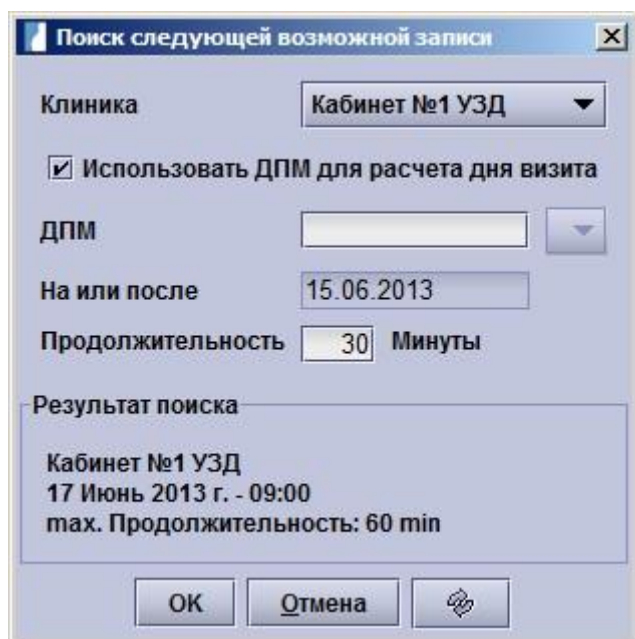 Поиск следующей возможной записи
Клиника Кабинет №1 УЗД
Использовать ДПМ для расчета дня визита
ДПМ
На или после 15.06.2013
Продолжительность 30 Минуты
Результат поиска
Кабинет №1 УЗД
17 Июнь 2013 г. - 09:00
max. Продолжительность: 60 min
OK Отмена